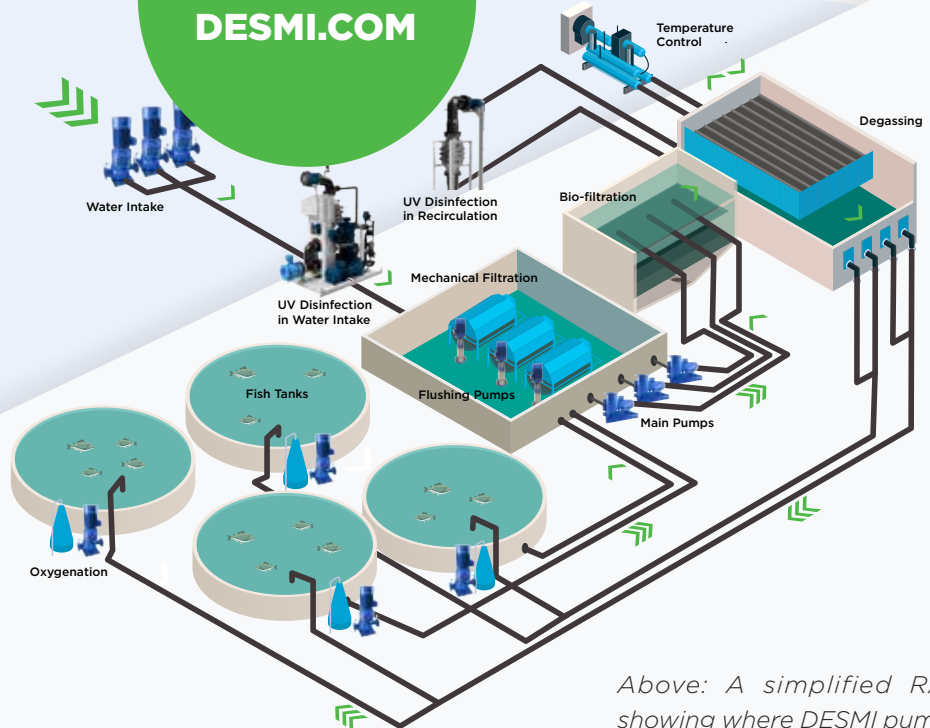 DESMI.COM
Temperature
Control
Degassing
Water Intake
UV Disinfection
in Recirculation
Bio-filtration
Mechanical Filtration
UV Disinfection
in Water Intake
Fish Tanks
Flushing Pumps
Main Pumps
Oxygenation
Above: A simplified
showing where DESMI